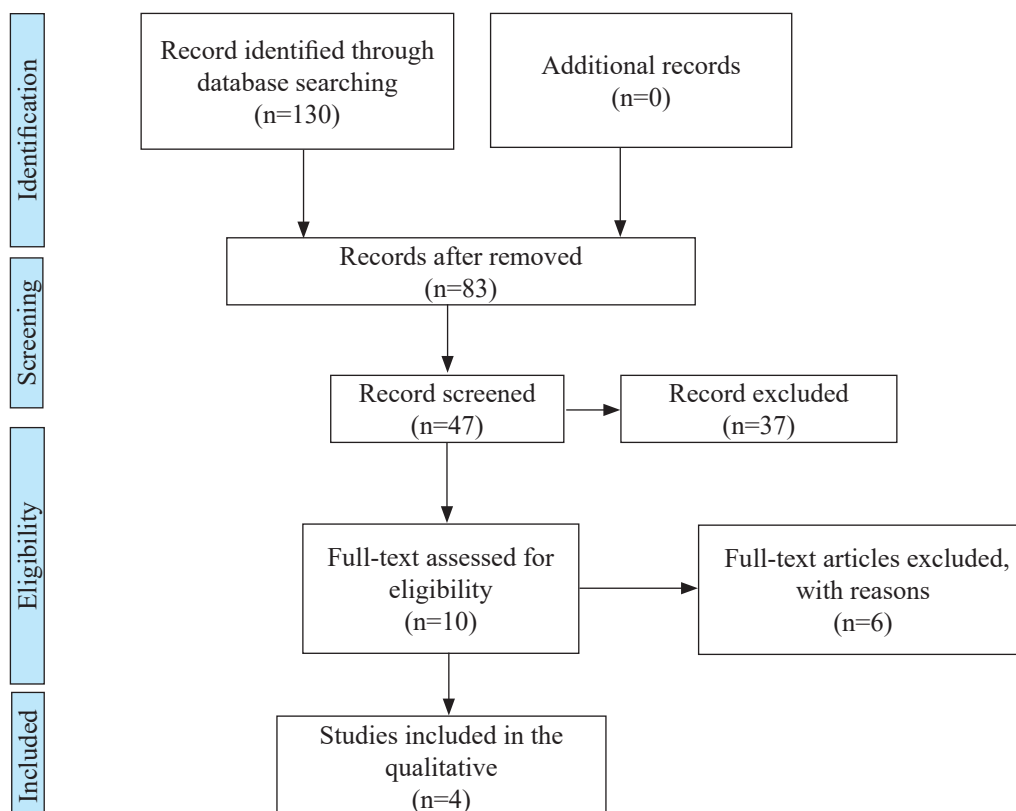 Identification
Record identified through
database searching
(n=130)
Additional records
(n=0)
Records after removed
(n=83)
Screening
Record screened
(n=47)
Record excluded
(n=37)
Eligibility
Full-text assessed for
eligibility
(n=10)
Full-text articles excluded,
with reasons
(n=6)
Included
Studies included in the
qualitative
(n=4)